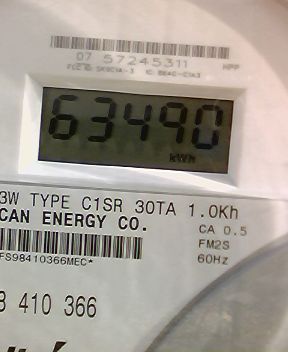 07 57245311
HPP
63490
kWh
3W TYPE C1SR 30TA 1.0Kh
CAN ENERGY CO.
CA 0.5
FM2S
60Hz
FS98410366MEC*
410 366